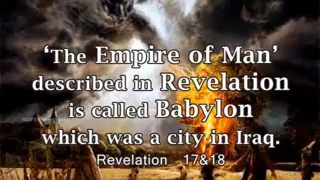 ‘The Empire of Man’
described in Revelation
is called Babylon
which was a city in Iraq.
Revelation 17&18